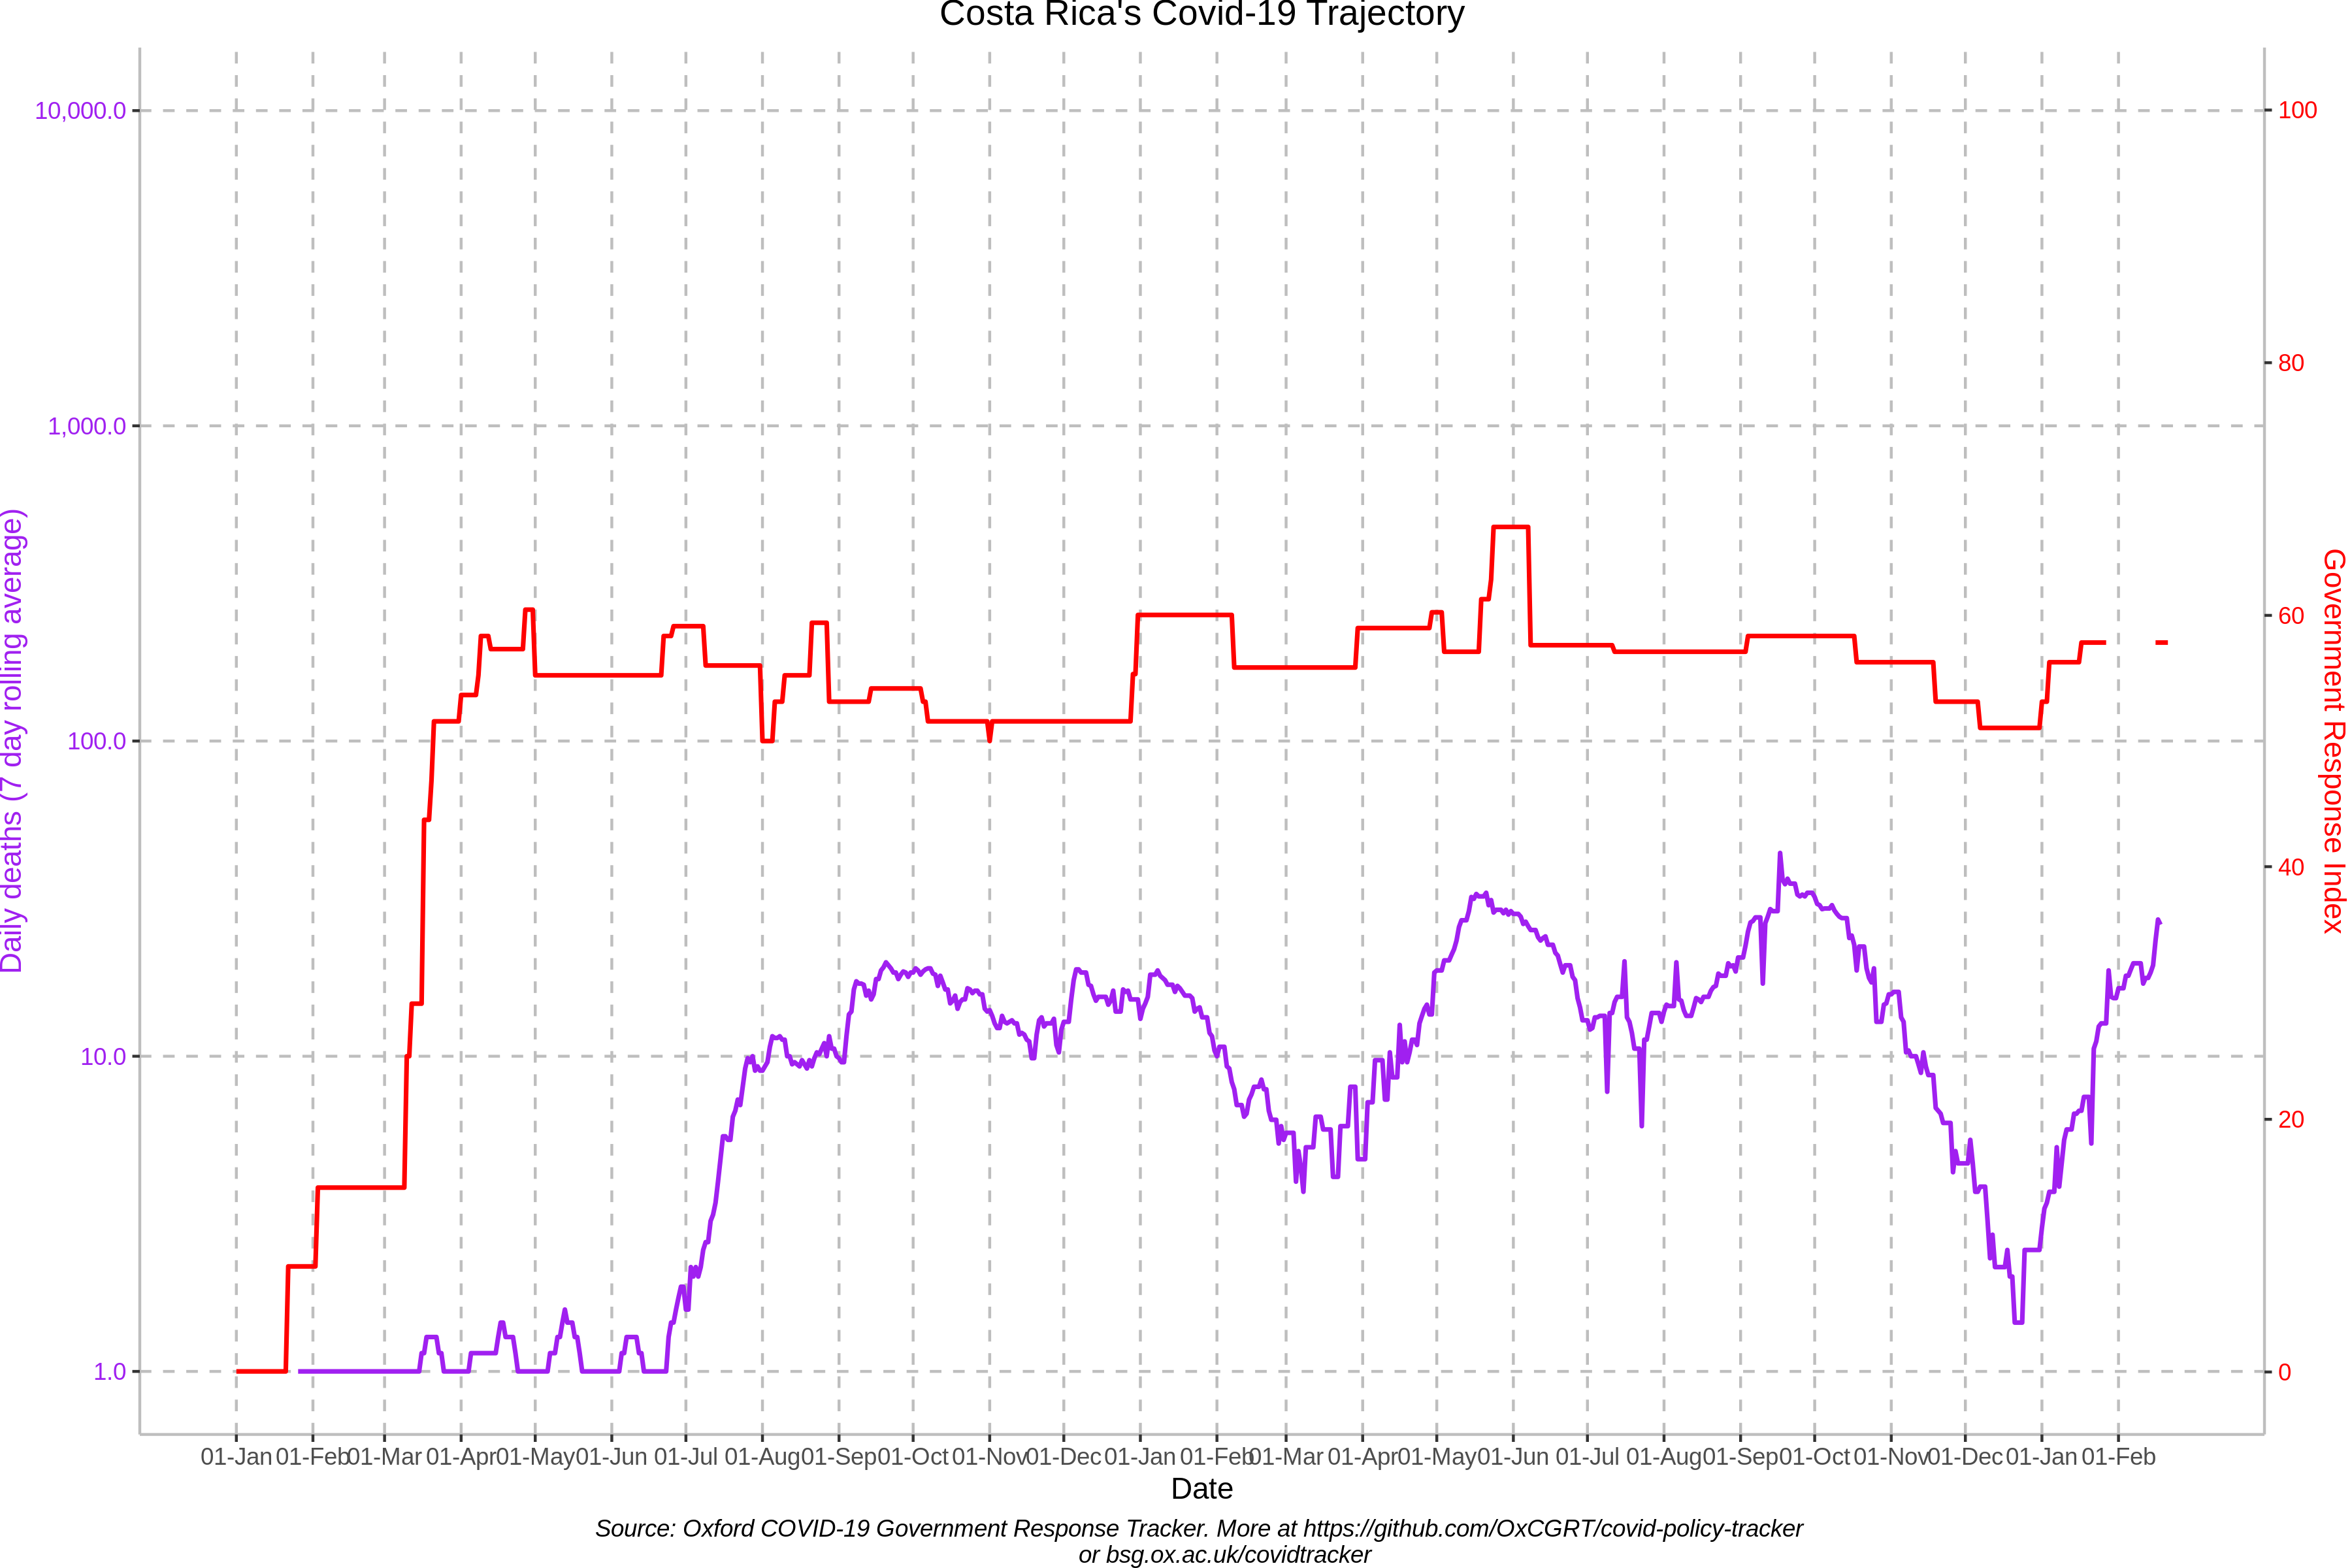 Costa Rica's Covid-19 Trajectory
10,000.0
1,000.0
100.0
10.0
1.0
Daily deaths (7 day rolling average)
100
80
60
40
20
0
Government Response Index
01-Jan 01-Feb 01-Mar 01-Apr 01-May 01-Jun 01-Jul 01-Aug 01-Sep 01-Oct 01-Nov 01-Dec 01-Jan 01-Feb 01-Mar 01-Apr 01-May 01-Jun 01-Jul 01-Aug 01-Sep 01-Oct 01-Nov 01-Dec 01-Jan 01-Feb
Date
Source: Oxford COVID-19 Government Response Tracker. More at https://github.com/OxCGRT/covid-policy-tracker
or bsg.ox.ac.uk/covidtracker